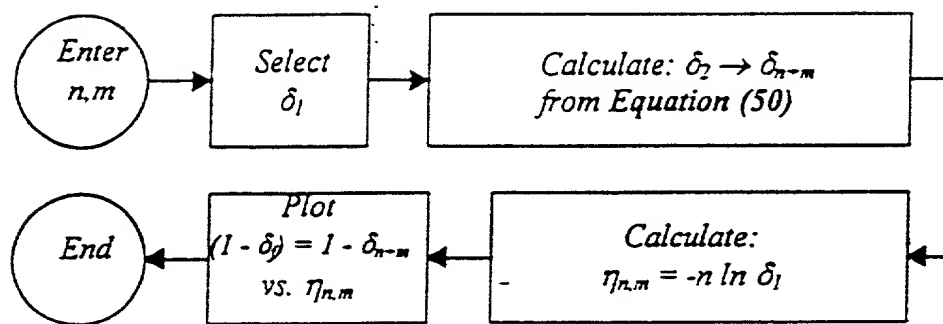 Enter
n,m
Select
δ₁
Calculate: δ₂ → δₙ₊ₘ
from Equation (50)
Calculate:
ηₙ,ₘ = -n ln δ₁
Plot
(1 - δf) = 1 - δₙ₊ₘ
vs. ηₙ,ₘ
End